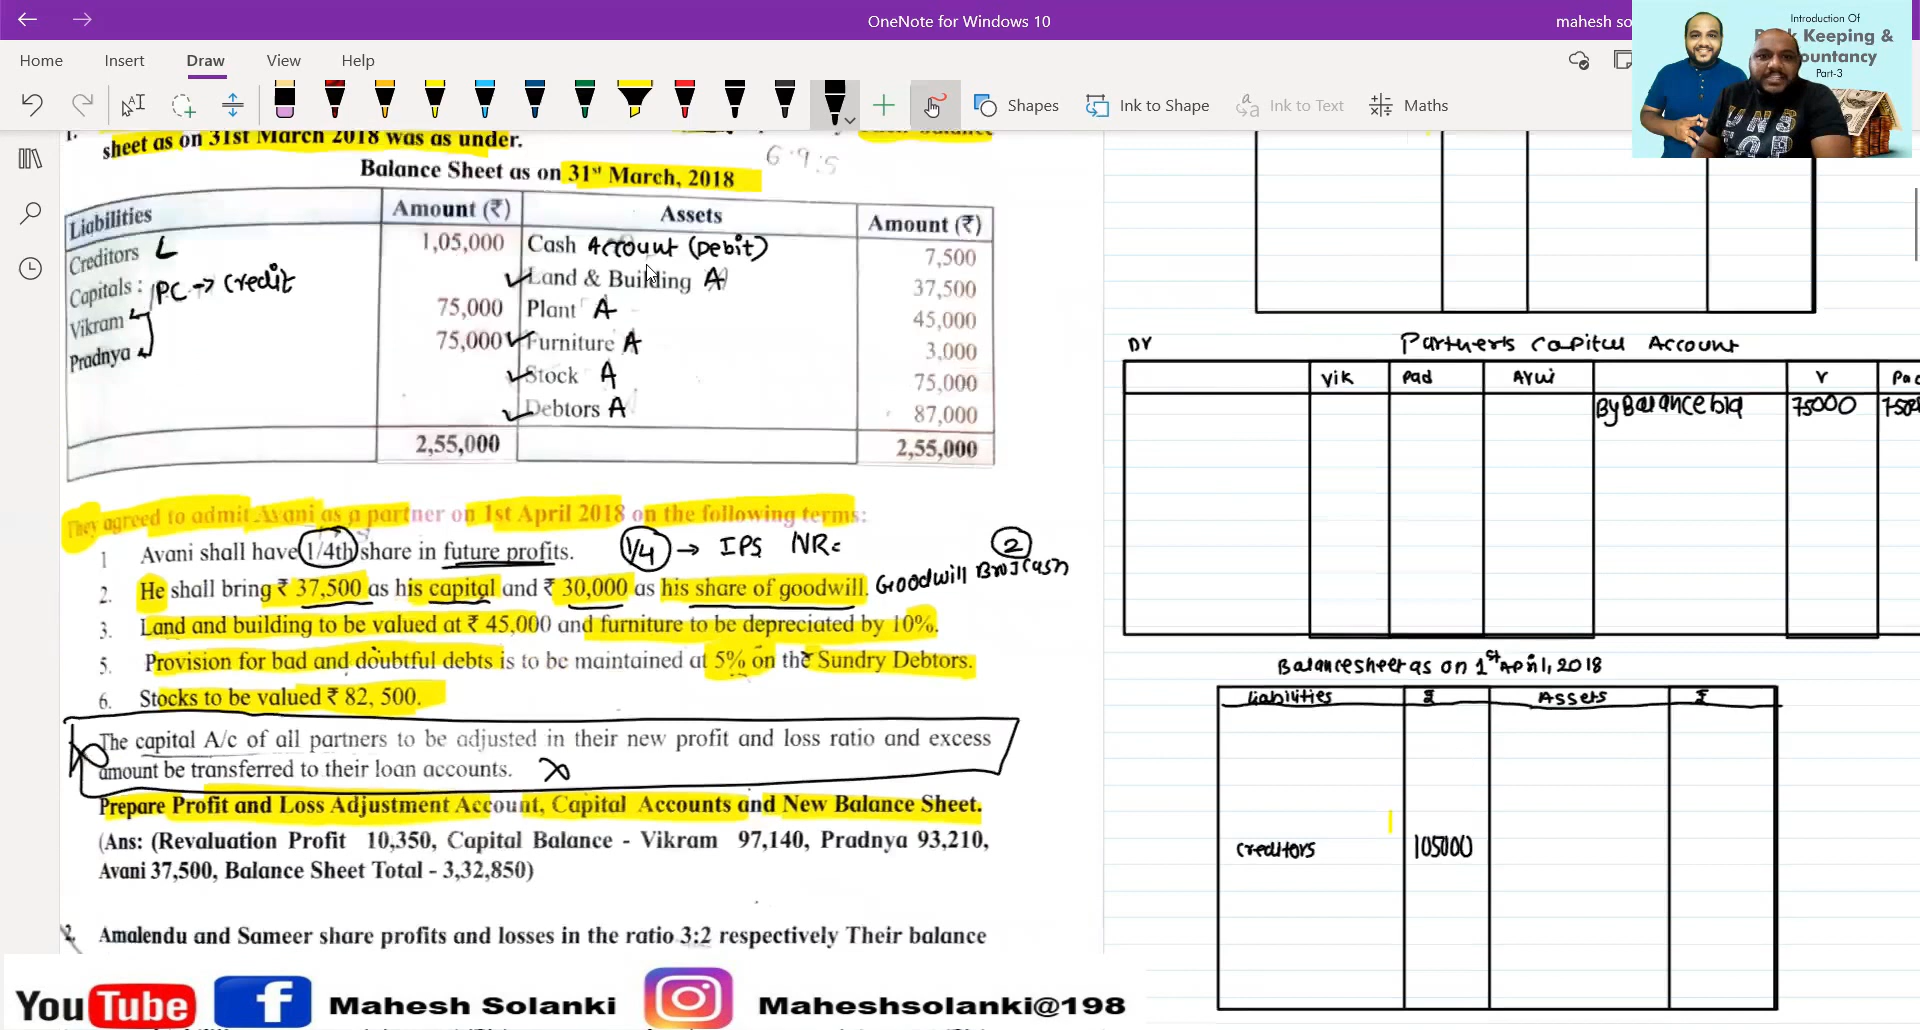 OneNote for Windows 10
mahesh so
Home Insert Draw View Help
Shapes Ink to Shape Ink to Text Maths
Introduction Of
Keeping &
Part-3
1.
sheet as on 31st March 2018 was as under.
6:9:5
Balance Sheet as on 31st March, 2018
Liabilities Amount (₹) Assets Amount (₹)
Creditors L 1,05,000 Cash Account (Debit) 7,500
Capitals : PC → Credit Land & Building A 37,500
Vikram 75,000 Plant A 45,000
Pradnya 75,000 Furniture A 3,000
Stock A 75,000
Debtors A 87,000
2,55,000 2,55,000
They agreed to admit Avani as a partner on 1st April 2018 on the following terms:
1 Avani shall have 1/4th share in future profits. 1/4 → IPS NR= 2
2. He shall bring ₹ 37,500 as his capital and ₹ 30,000 as his share of goodwill. Goodwill Bro] Cash
3. Land and building to be valued at ₹ 45,000 and furniture to be depreciated by 10%.
5. Provision for bad and doubtful debts is to be maintained at 5% on the Sundry Debtors.
6. Stocks to be valued ₹ 82, 500.
The capital A/c of all partners to be adjusted in their new profit and loss ratio and excess
amount be transferred to their loan accounts.
Prepare Profit and Loss Adjustment Account, Capital Accounts and New Balance Sheet.
(Ans: (Revaluation Profit 10,350, Capital Balance - Vikram 97,140, Pradnya 93,210,
Avani 37,500, Balance Sheet Total - 3,32,850)
2. Amalendu and Sameer share profits and losses in the ratio 3:2 respectively Their balance
Dr Partner's Capital Account
Vik Pad Avni V Pad
By Balance b/d 75000 7500
Balancesheet as on 1st April, 2018
Liabilities ₹ Assets ₹
Creditors 105000
YouTube f Mahesh Solanki Maheshsolanki@198